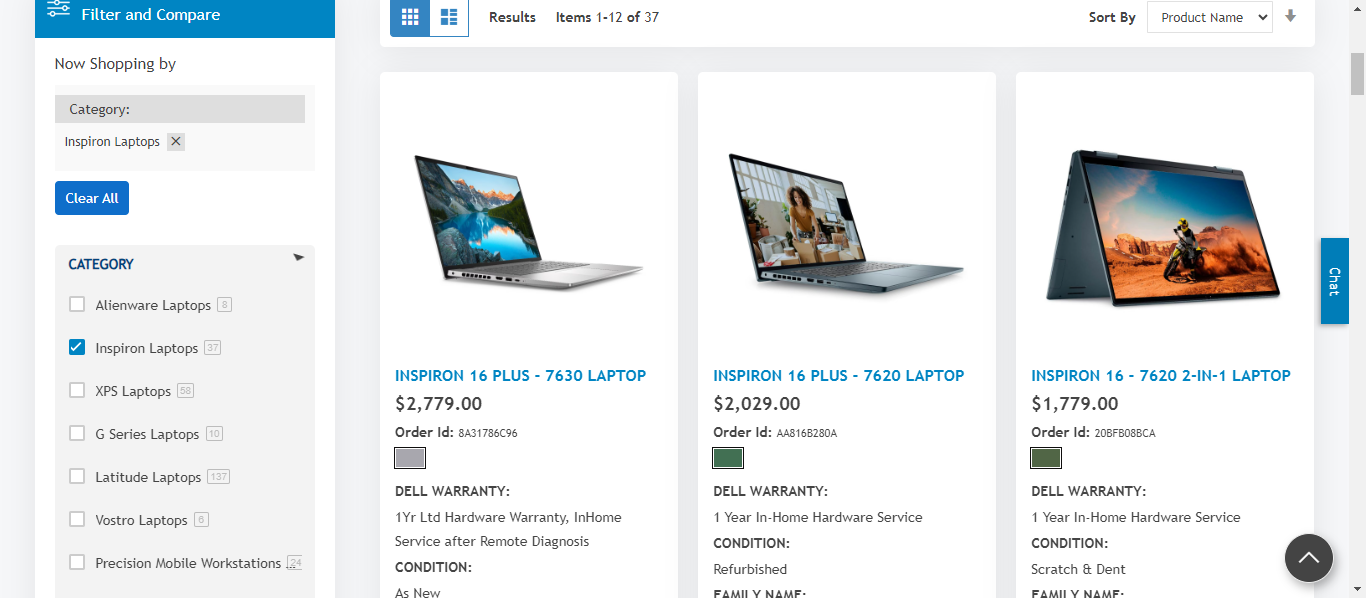 Filter and Compare
Results Items 1-12 of 37
Sort By Product Name
Now Shopping by
Category:
Inspiron Laptops
Clear All
CATEGORY
Alienware Laptops 8
Inspiron Laptops 37
XPS Laptops 58
G Series Laptops 10
Latitude Laptops 137
Vostro Laptops 6
Precision Mobile Workstations ... 24
INSPIRON 16 PLUS - 7630 LAPTOP
$2,779.00
Order Id: 8A31786C96
DELL WARRANTY:
1Yr Ltd Hardware Warranty, InHome
Service after Remote Diagnosis
CONDITION:
As New
INSPIRON 16 PLUS - 7620 LAPTOP
$2,029.00
Order Id: AA816B280A
DELL WARRANTY:
1 Year In-Home Hardware Service
CONDITION:
Refurbished
FAMILY NAME:
INSPIRON 16 - 7620 2-IN-1 LAPTOP
$1,779.00
Order Id: 20BFB08BCA
DELL WARRANTY:
1 Year In-Home Hardware Service
CONDITION:
Scratch & Dent
FAMILY NAME:
Chat